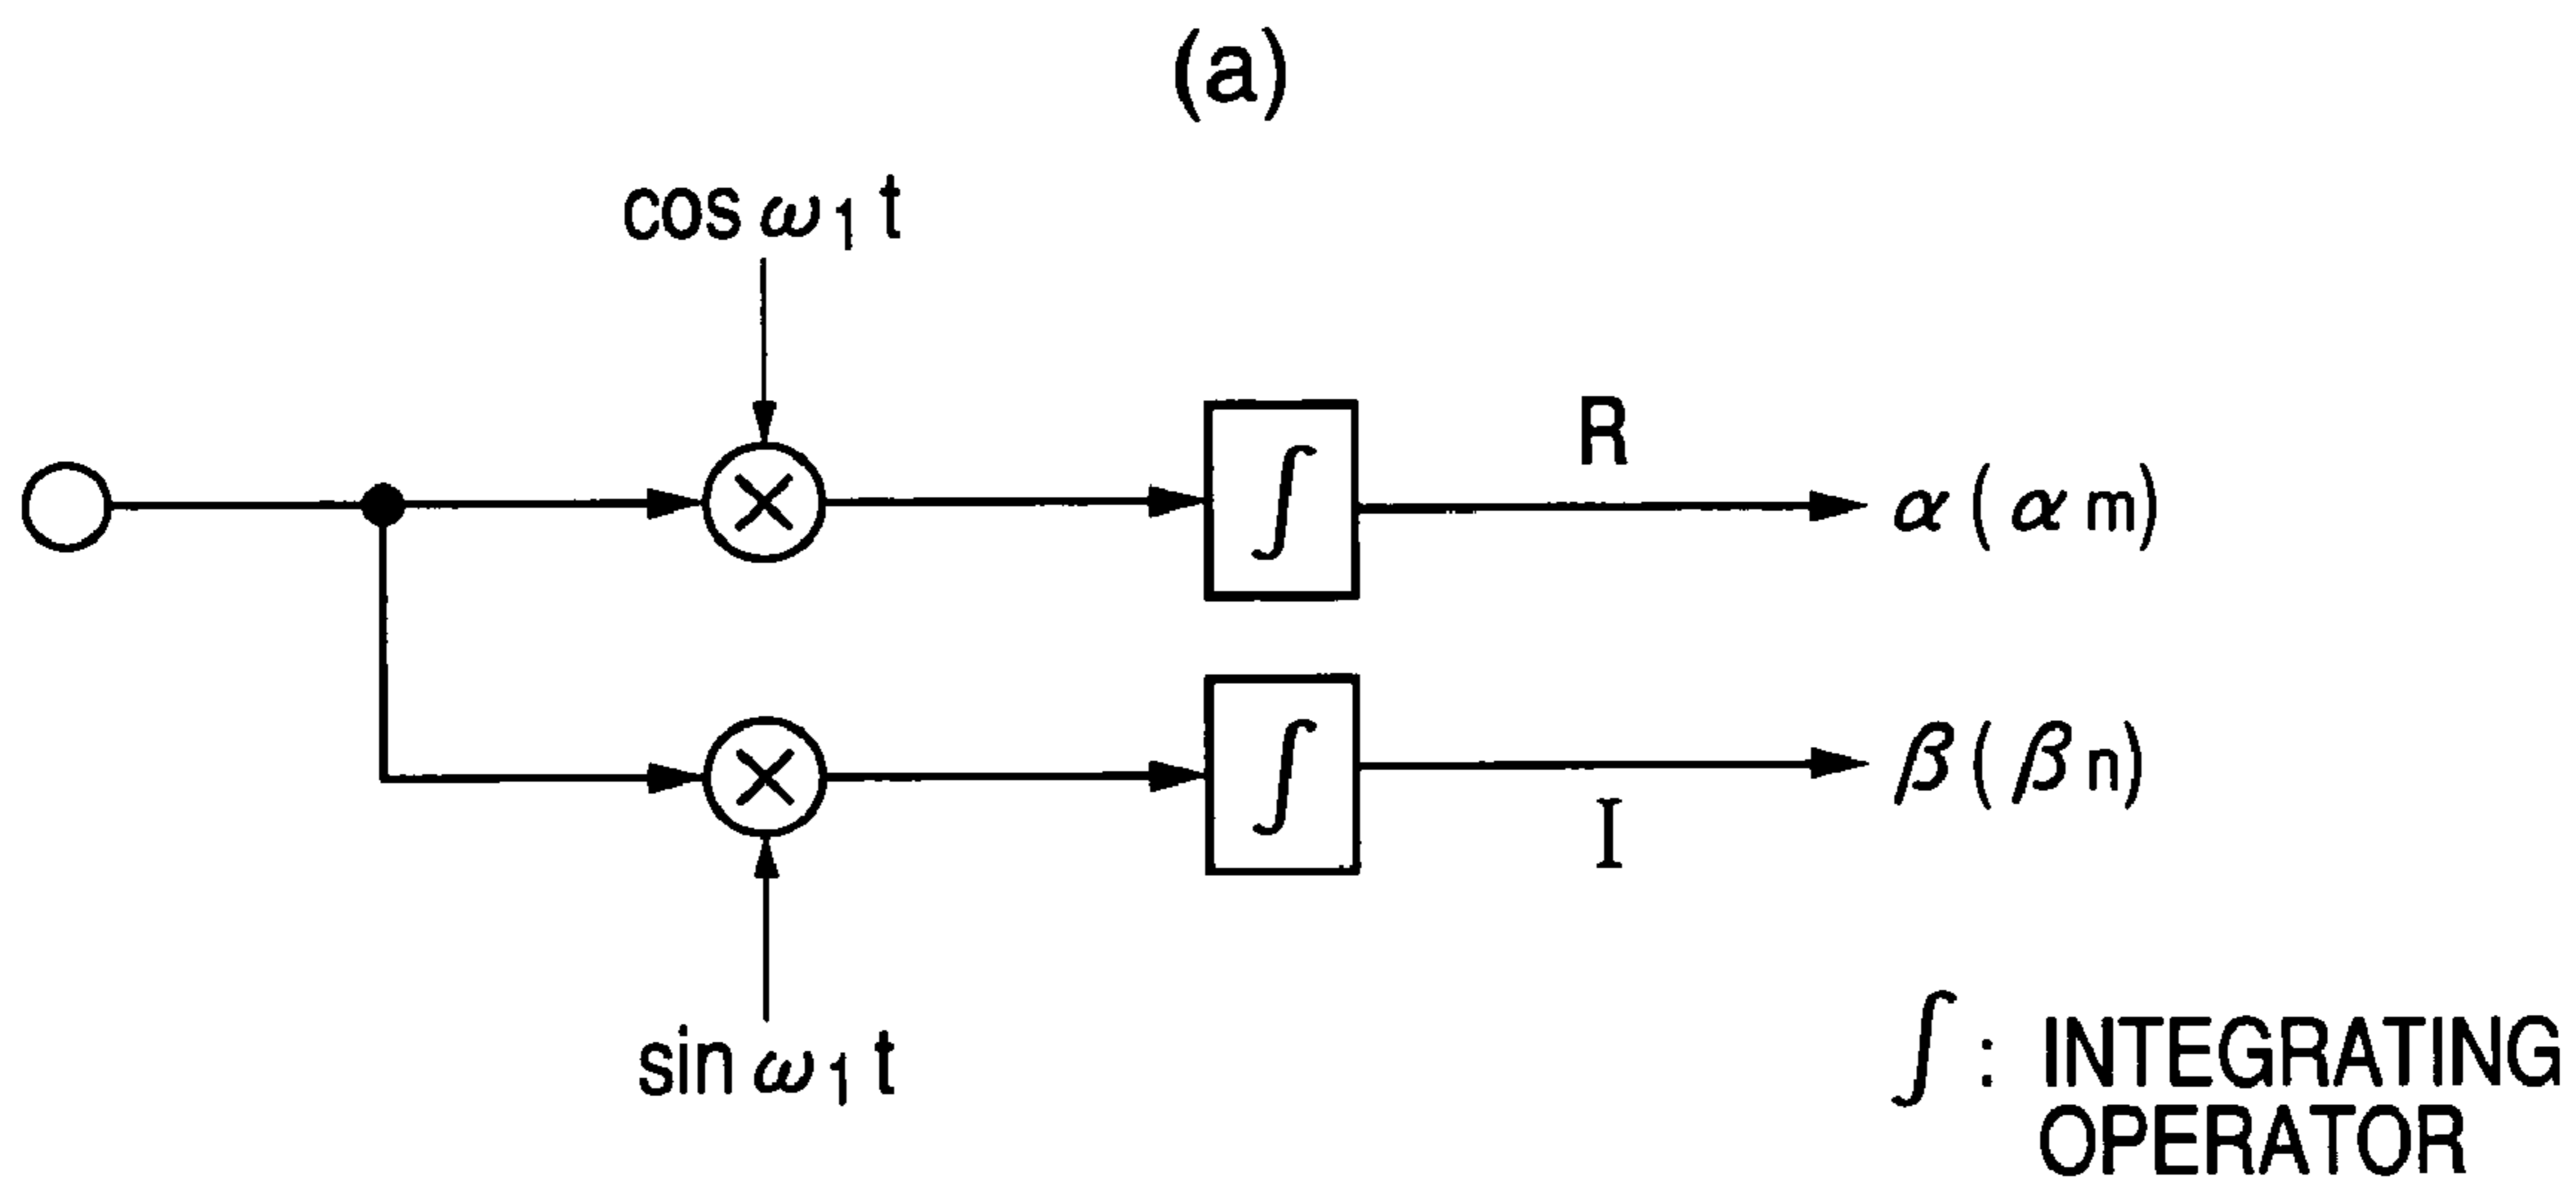 (a)
cos ω₁ t
R
α ( α m)
∫
∫
β ( β n)
I
sin ω₁ t
∫ : INTEGRATING
OPERATOR